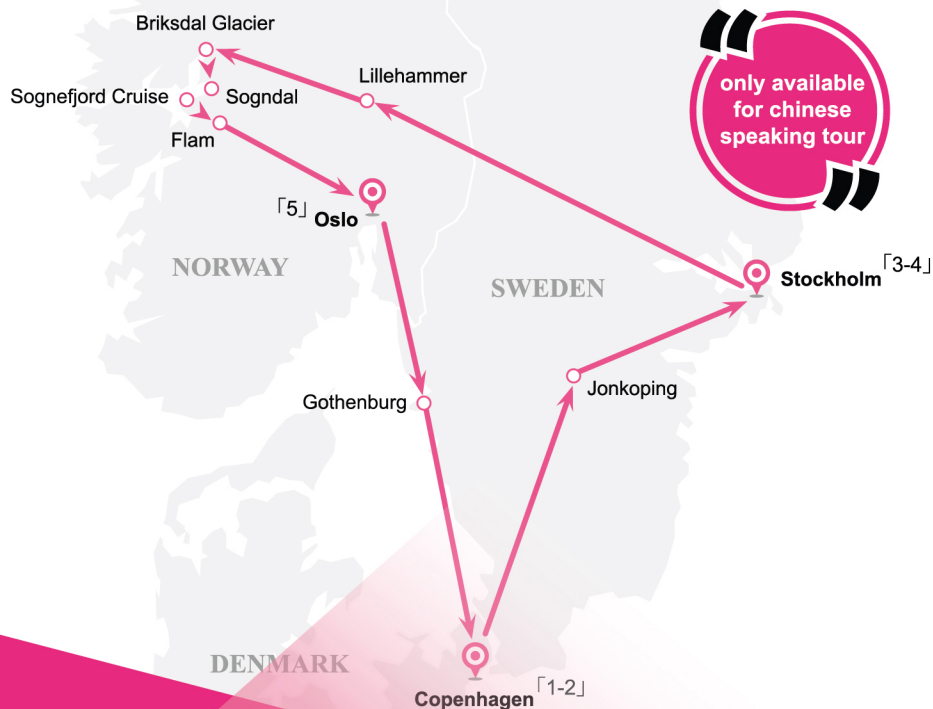 Briksdal Glacier
Lillehammer
only available
for chinese
speaking tour
Sognefjord Cruise
Sogndal
Flam
「5」 Oslo
NORWAY
SWEDEN
Stockholm 「3-4」
Gothenburg
Jonkoping
DENMARK
Copenhagen 「1-2」